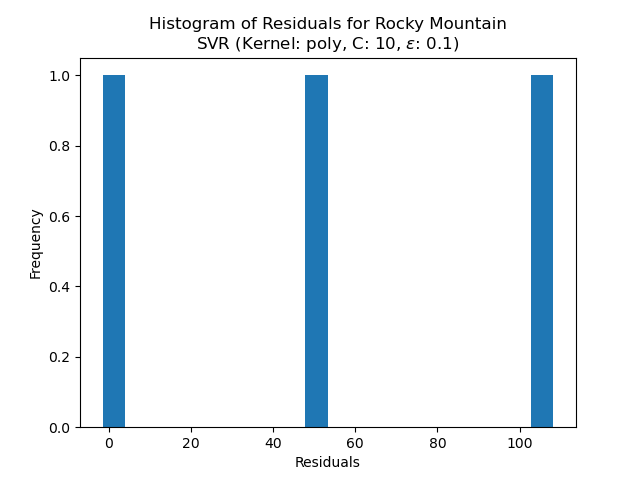 Histogram of Residuals for Rocky Mountain
SVR (Kernel: poly, C: 10, ε: 0.1)
1.0
0.8
0.6
0.4
0.2
0.0
Frequency
0 20 40 60 80 100
Residuals